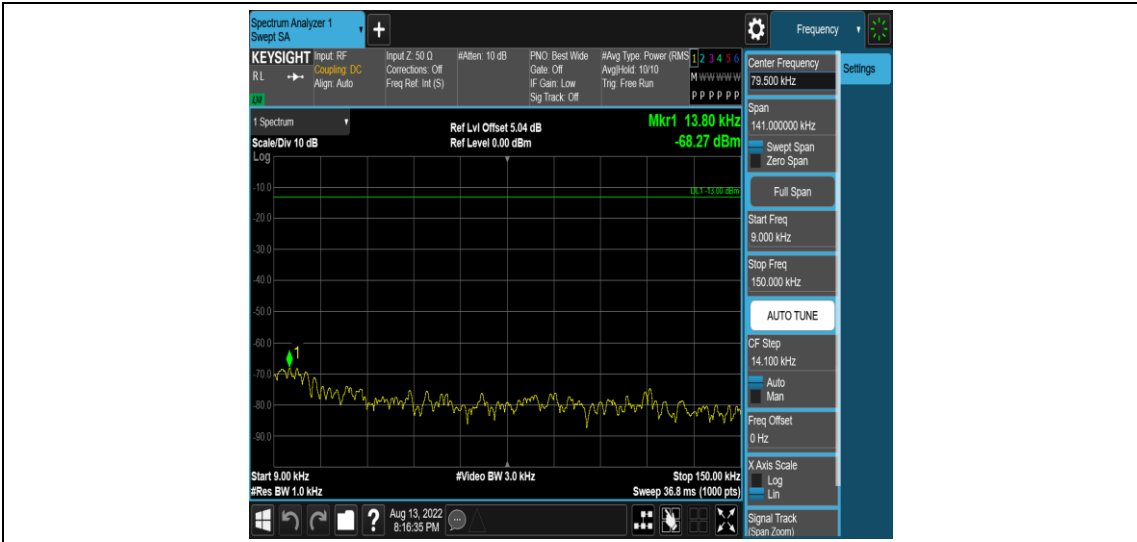 Spectrum Analyzer 1
Swept SA
+
Frequency
KEYSIGHT
RL
LXI
Input: RF
Coupling: DC
Align: Auto
Input Z: 50 Ω
Corrections: Off
Freq Ref: Int (S)
#Atten: 10 dB
PNO: Best Wide
Gate: Off
IF Gain: Low
Sig Track: Off
#Avg Type: Power (RMS
Avg|Hold: 10/10
Trig: Free Run
1 2 3 4 5 6
M W W W W W
P P P P P P
1 Spectrum
Scale/Div 10 dB
Log
Ref Lvl Offset 5.04 dB
Ref Level 0.00 dBm
Mkr1 13.80 kHz
-68.27 dBm
DL1 -13.00 dBm
-10.0
-20.0
-30.0
-40.0
-50.0
-60.0
-70.0
-80.0
-90.0
1
Start 9.00 kHz
#Res BW 1.0 kHz
#Video BW 3.0 kHz
Stop 150.00 kHz
Sweep 36.8 ms (1000 pts)
?
Aug 13, 2022
8:16:35 PM
Center Frequency
79.500 kHz
Span
141.000000 kHz
Swept Span
Zero Span
Full Span
Start Freq
9.000 kHz
Stop Freq
150.000 kHz
AUTO TUNE
CF Step
14.100 kHz
Auto
Man
Freq Offset
0 Hz
X Axis Scale
Log
Lin
Signal Track
(Span Zoom)
Settings